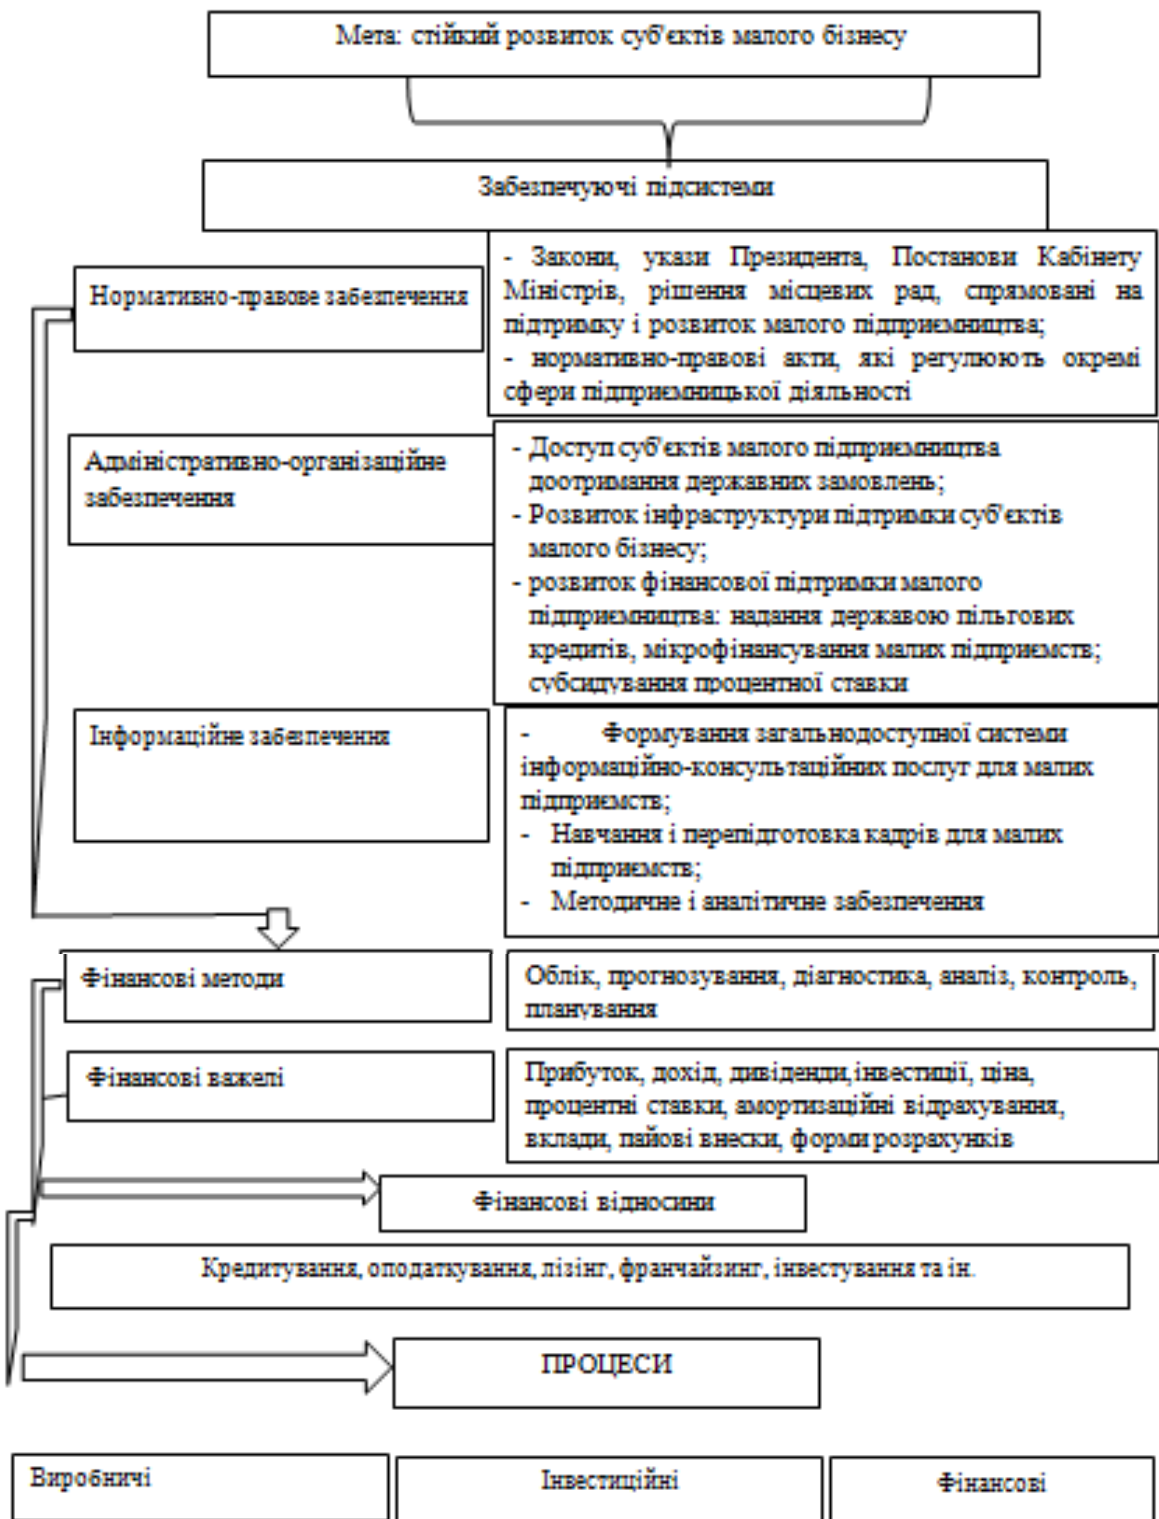 Мета: стійкий розвиток суб'єктів малого бізнесу
Забезпечуючі підсистеми
Нормативно-правове забезпечення
- Закони, укази Президента, Постанови Кабінету
Міністрів, рішення місцевих рад, спрямовані на
підтримку і розвиток малого підприємництва;
- нормативно-правові акти, які регулюють окремі
сфери підприємницької діяльності
Адміністративно-організаційне
забезпечення
- Доступ суб'єктів малого підприємництва
доотримання державних замовлень;
- Розвиток інфраструктури підтримки суб'єктів
малого бізнесу;
- розвиток фінансової підтримки малого
підприємництва: надання державою пільгових
кредитів, мікрофінансування малих підприємств;
субсидування процентної ставки
Інформаційне забезпечення
- Формування загальнодоступної системи
інформаційно-консультаційних послуг для малих
підприємств;
- Навчання і перепідготовка кадрів для малих
підприємств;
- Методичне і аналітичне забезпечення
Фінансові методи
Облік, прогнозування, діагностика, аналіз, контроль,
планування
Фінансові важелі
Прибуток, дохід, дивіденди,інвестиції, ціна,
процентні ставки, амортизаційні відрахування,
вклади, пайові внески, форми розрахунків
Фінансові відносини
Кредитування, оподаткування, лізінг, франчайзинг, інвестування та ін.
ПРОЦЕСИ
Виробничі
Інвестиційні
Фінансові